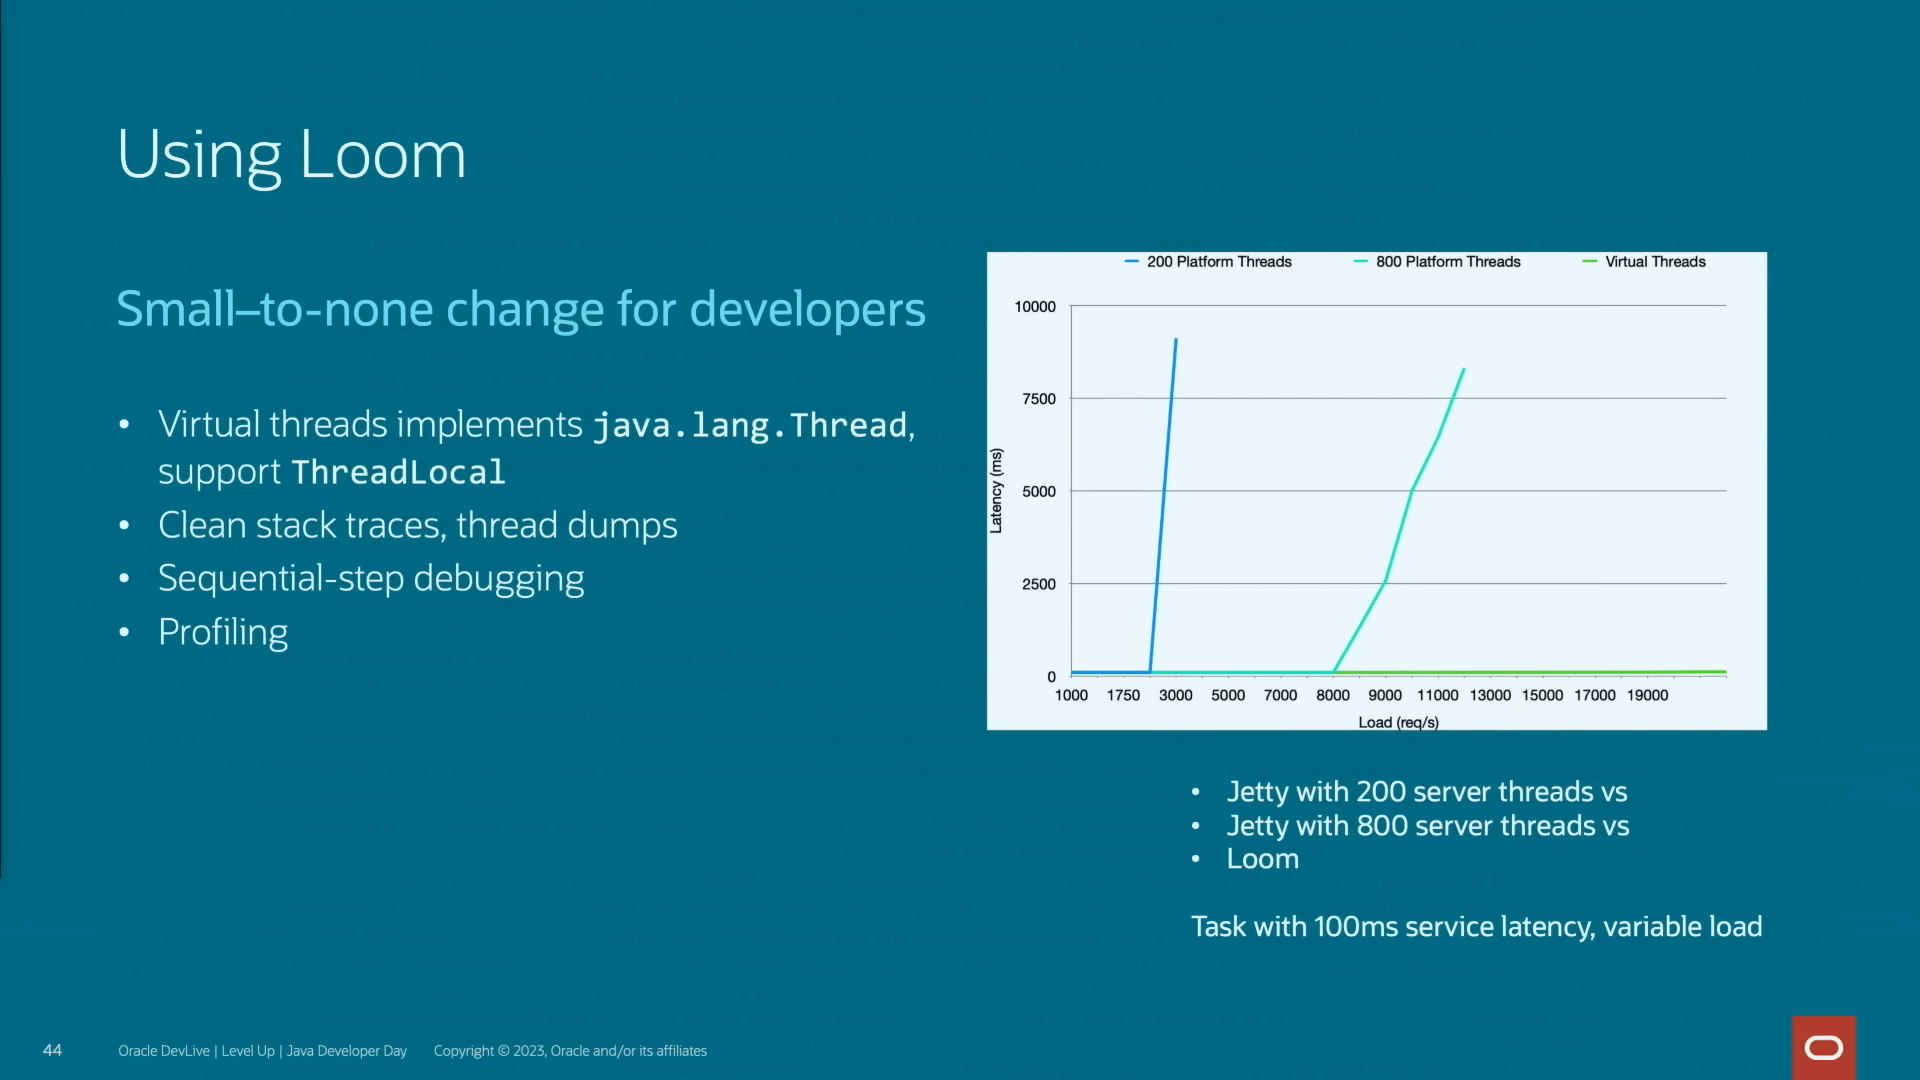 Using Loom
Small–to-none change for developers
• Virtual threads implements java.lang.Thread,
support ThreadLocal
• Clean stack traces, thread dumps
• Sequential-step debugging
• Profiling
200 Platform Threads 800 Platform Threads Virtual Threads
10000
7500
5000
2500
0
Latency (ms)
1000 1750 3000 5000 7000 8000 9000 11000 13000 15000 17000 19000
Load (req/s)
• Jetty with 200 server threads vs
• Jetty with 800 server threads vs
• Loom
Task with 100ms service latency, variable load
44 Oracle DevLive | Level Up | Java Developer Day Copyright © 2023, Oracle and/or its affiliates